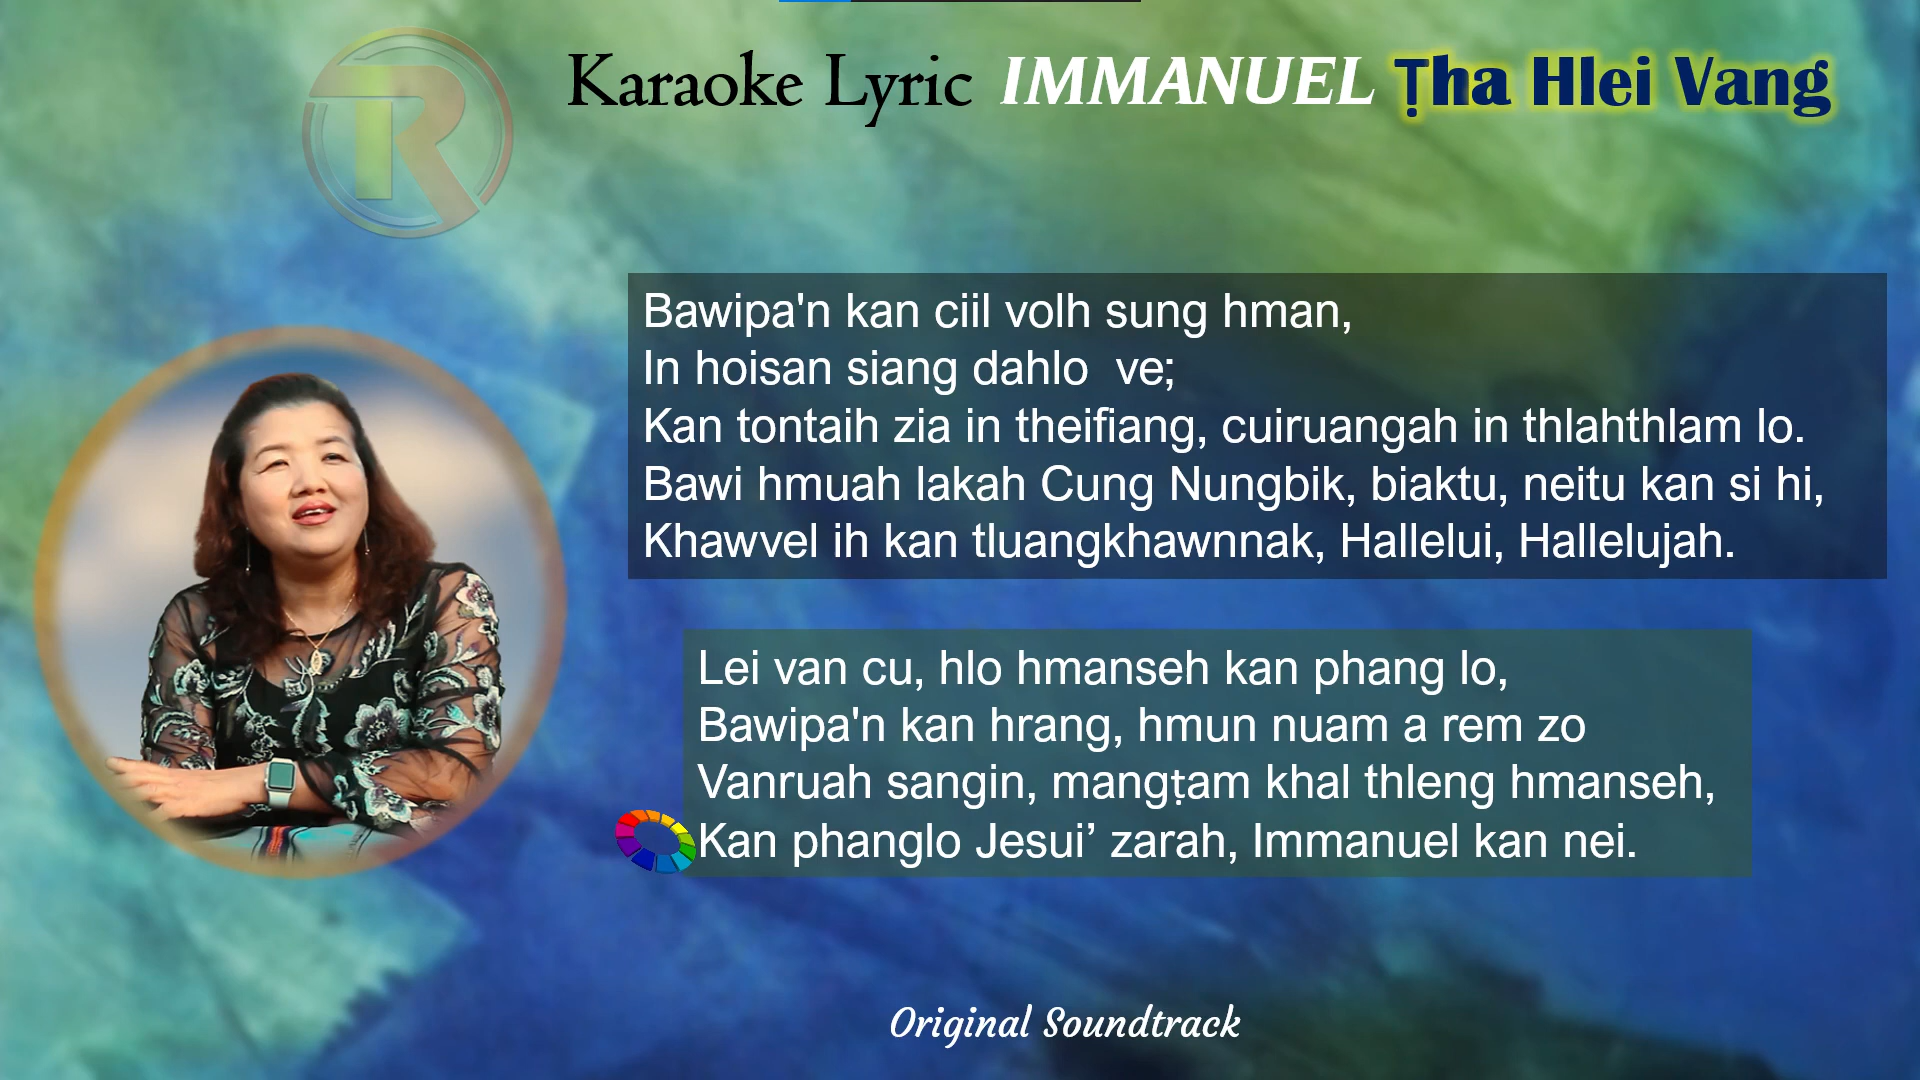 Karaoke Lyric IMMANUEL Ṭha Hlei Vang
Bawipa'n kan ciil volh sung hman,
In hoisan siang dahlo  ve;
Kan tontaih zia in theifiang, cuiruangah in thlahthlam lo.
Bawi hmuah lakah Cung Nungbik, biaktu, neitu kan si hi,
Khawvel ih kan tluangkhawnnak, Hallelui, Hallelujah.
Lei van cu, hlo hmanseh kan phang lo,
Bawipa'n kan hrang, hmun nuam a rem zo
Vanruah sangin, mangṭam khal thleng hmanseh,
Kan phanglo Jesui’ zarah, Immanuel kan nei.
Original Soundtrack